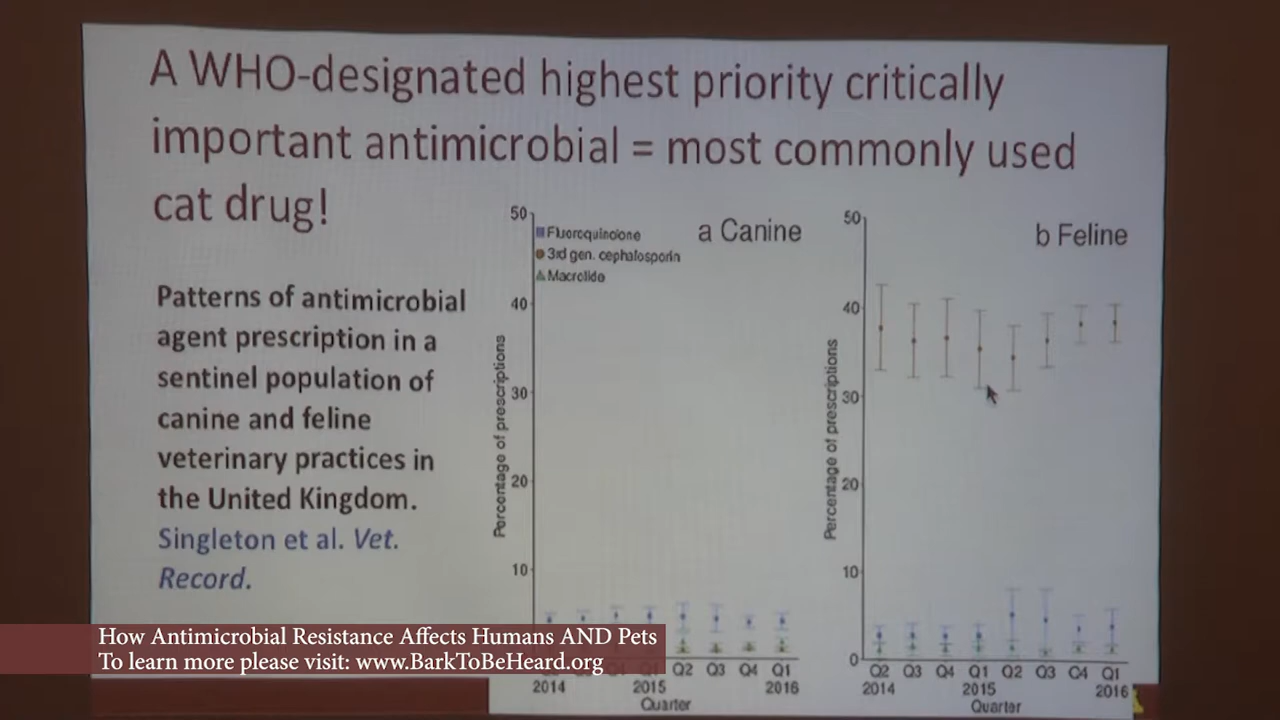 A WHO-designated highest priority critically
important antimicrobial = most commonly used
cat drug!
Patterns of antimicrobial
agent prescription in a
sentinel population of
canine and feline
veterinary practices in
the United Kingdom.
Singleton et al. Vet.
Record.
a Canine
Fluoroquinolone
3rd gen. cephalosporin
Macrolide
Percentage of prescriptions
50
40
30
20
10
Q2 Q3 Q4 Q1
2014 2015 2016
Quarter
b Feline
Percentage of prescriptions
50
40
30
20
10
0
Q2 Q3 Q4 Q1 Q2 Q3 Q4 Q1
2014 2015 2016
Quarter
How Antimicrobial Resistance Affects Humans AND Pets
To learn more please visit: www.BarkToBeHeard.org